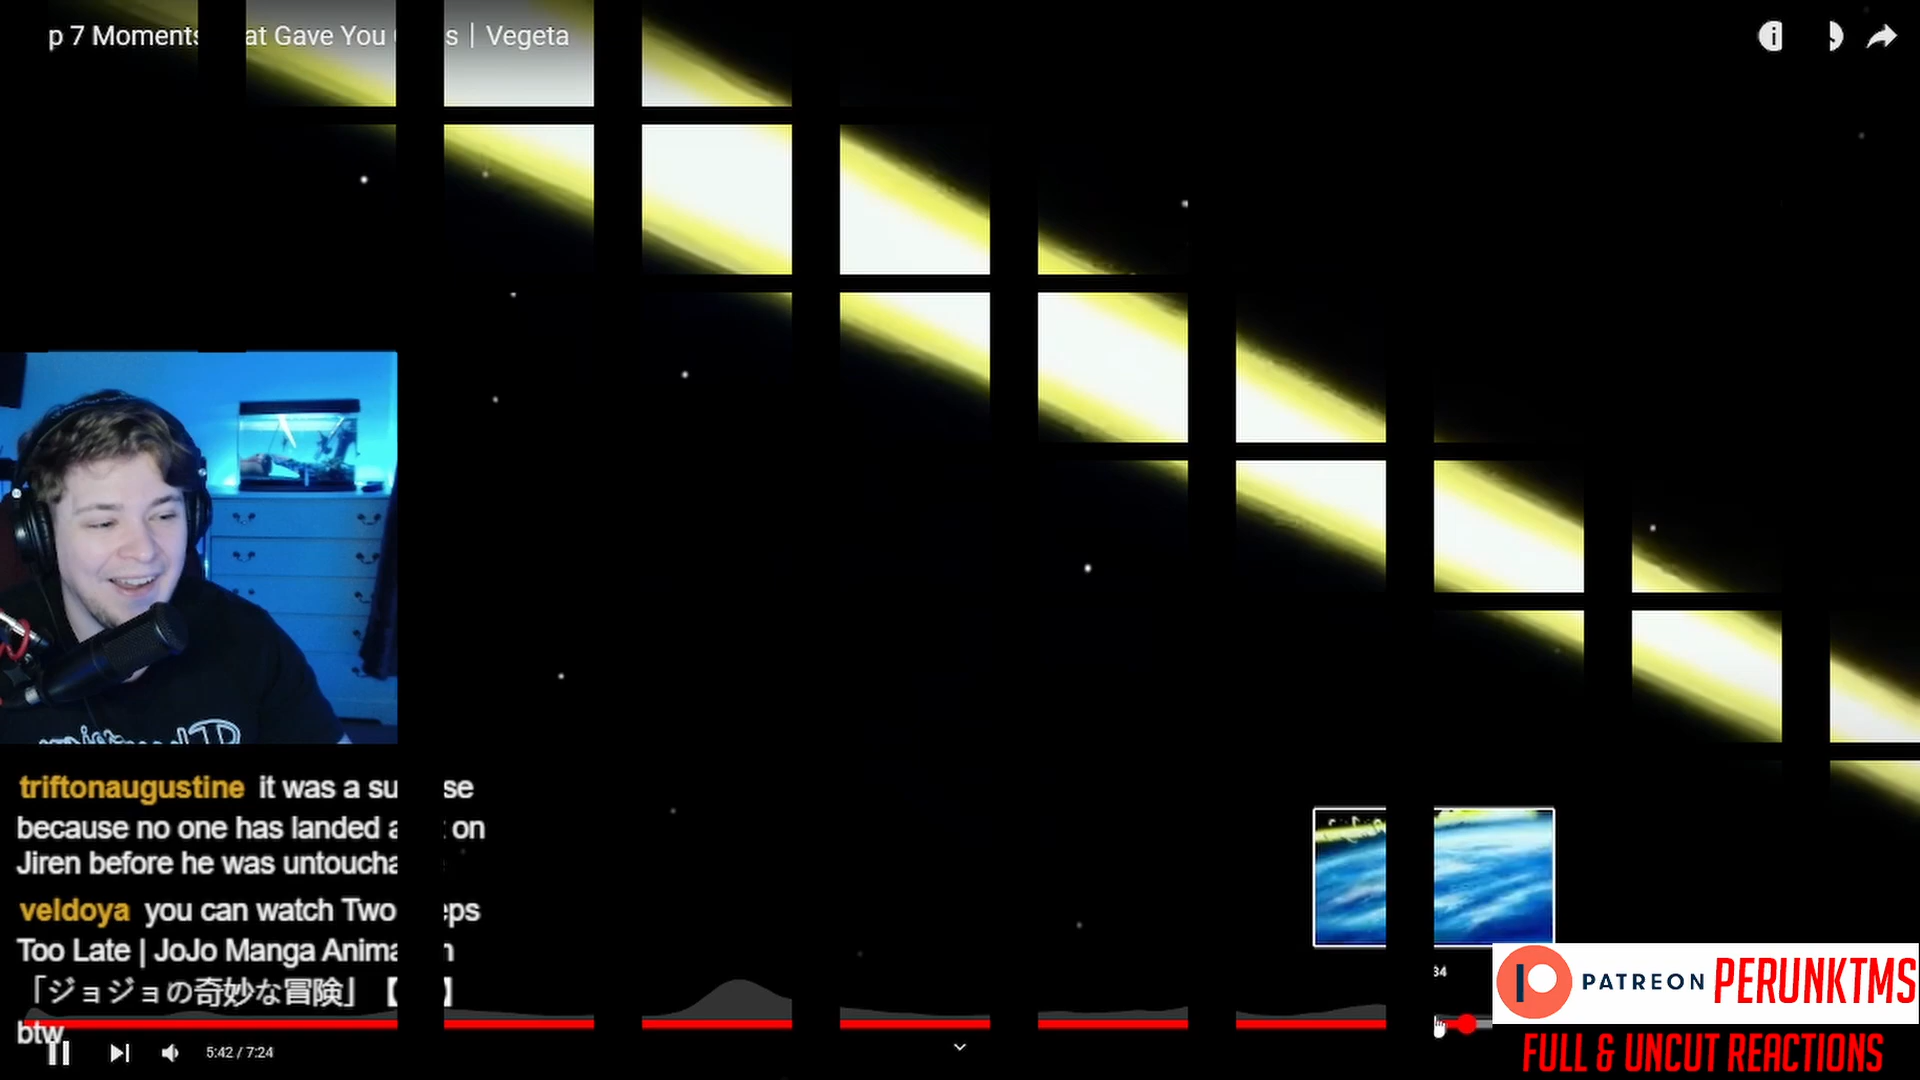 p 7 Moments at Gave You s | Vegeta
triftonaugustine it was a su se
because no one has landed a on
Jiren before he was untoucha
veldoya you can watch Two eps
Too Late | JoJo Manga Anima n
「ジョジョの奇妙な冒険」【 】
btw
34
PATREON PERUNKTMS
5:42 / 7:24
FULL & UNCUT REACTIONS